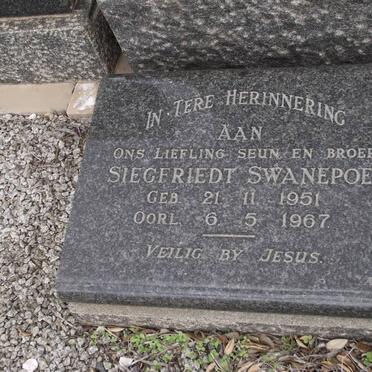 IN TERE HERINNERING
AAN
ONS LIEFLING SEUN EN BROER
SIEGFRIEDT SWANEPOE
GEB. 21. 11. 1951
OORL. 6. 5. 1967
VEILIG BY JESUS.